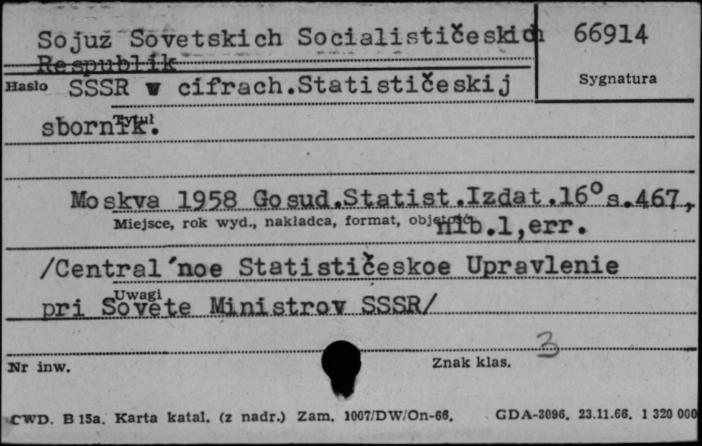 Sojuz Sovetskich Socialističeskich 66914
Respublik
Hasło SSSR v cifrach.Statističeskij Sygnatura
sbornik.
Tytuł
Moskva 1958 Gosud.Statist.Izdat.16° s.467,
Miejsce, rok wyd., nakładca, format, objętość
nlb.1,err.
/Central'noe Statističeskoe Upravlenie
Uwagi
pri Sovete Ministrov SSSR/
3
Nr inw. Znak klas.
CWD. B 15a. Karta katal. (z nadr.) Zam. 1007/DW/On-66. GDA-3096. 23.11.66. 1 320 000